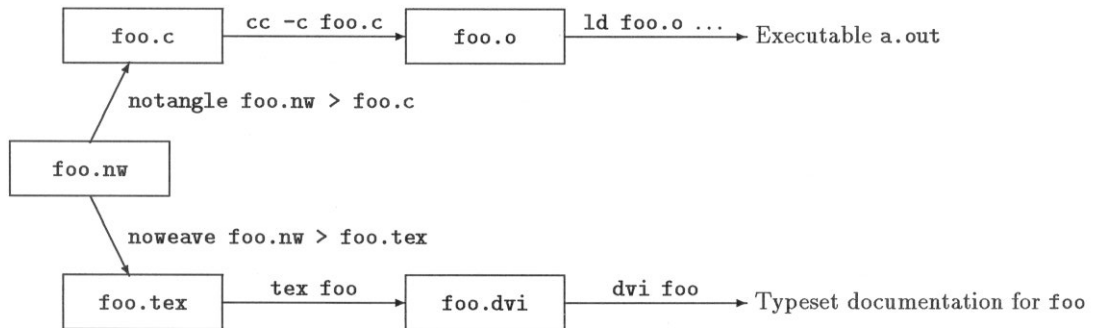 cc -c foo.c ld foo.o ...
foo.c foo.o Executable a.out
notangle foo.nw > foo.c
foo.nw
noweave foo.nw > foo.tex
tex foo dvi foo
foo.tex foo.dvi Typeset documentation for foo